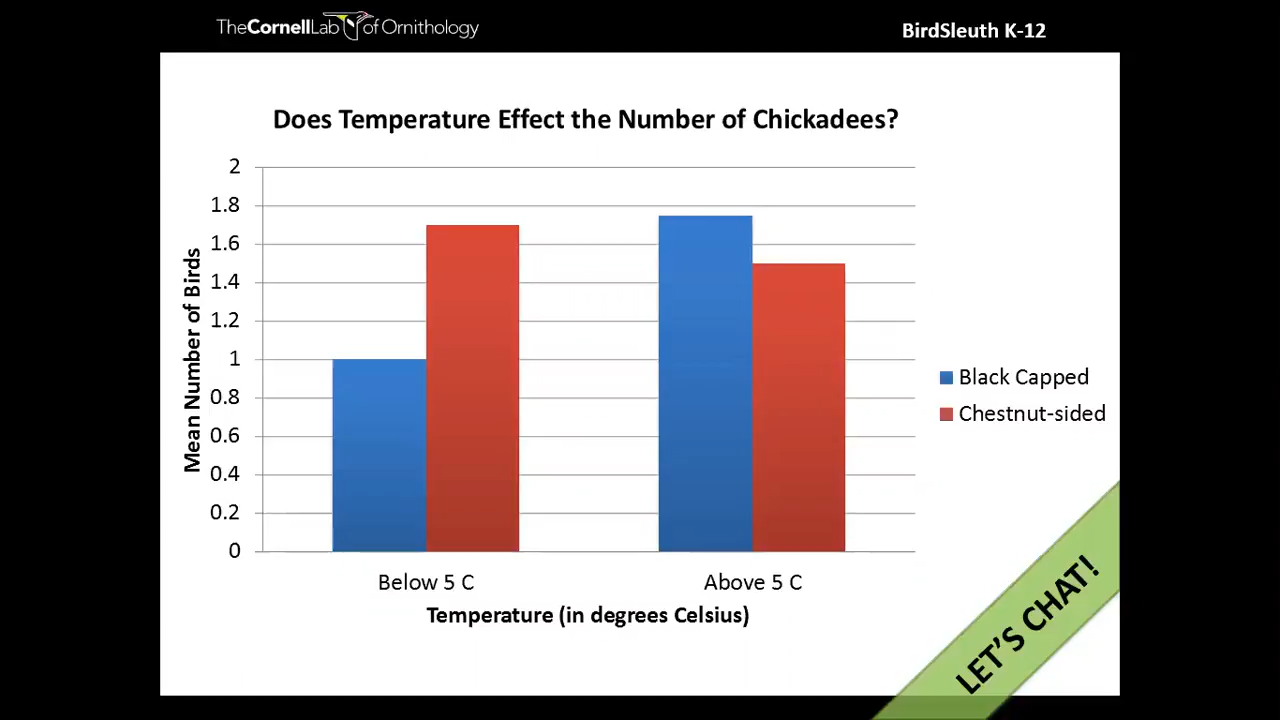 TheCornellLab of Ornithology
BirdSleuth K-12
Does Temperature Effect the Number of Chickadees?
2
1.8
1.6
1.4
1.2
1
0.8
0.6
0.4
0.2
0
Mean Number of Birds
Below 5 C
Above 5 C
Temperature (in degrees Celsius)
Black Capped
Chestnut-sided
LET'S CHAT!